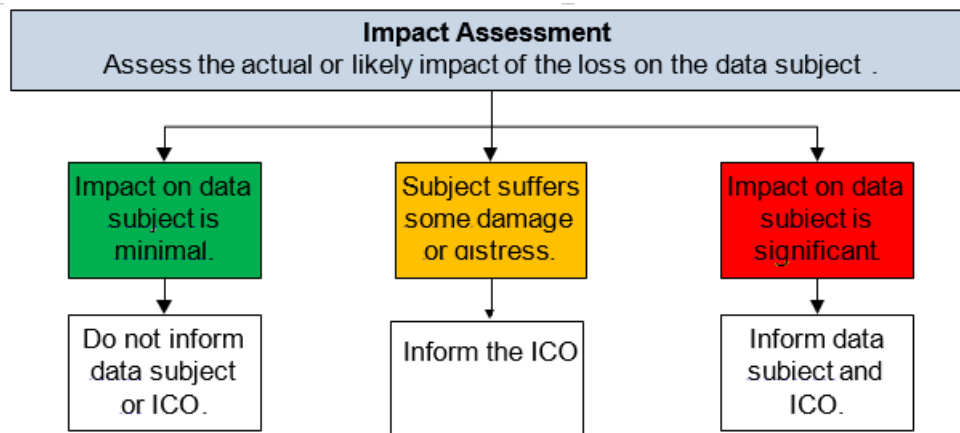 Impact Assessment
Assess the actual or likely impact of the loss on the data subject .
Impact on data
subject is
minimal.
Subject suffers
some damage
or distress.
Impact on data
subject is
significant.
Do not inform
data subject
or ICO.
Inform the ICO
Inform data
subject and
ICO.